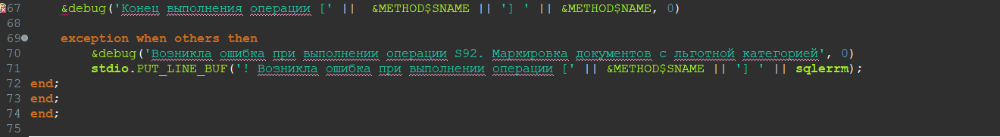 67 &debug('Конец выполнения операции [' ||  &METHOD$SNAME || '] ' || &METHOD$NAME, 0)
68
69 exception when others then
70 &debug('Возникла ошибка при выполнении операции S92. Маркировка документов с льготной категорией', 0)
71 stdio.PUT_LINE_BUF('! Возникла ошибка при выполнении операции [' || &METHOD$SNAME || '] ' || sqlerrm);
72 end;
73 end;
74 end;
75